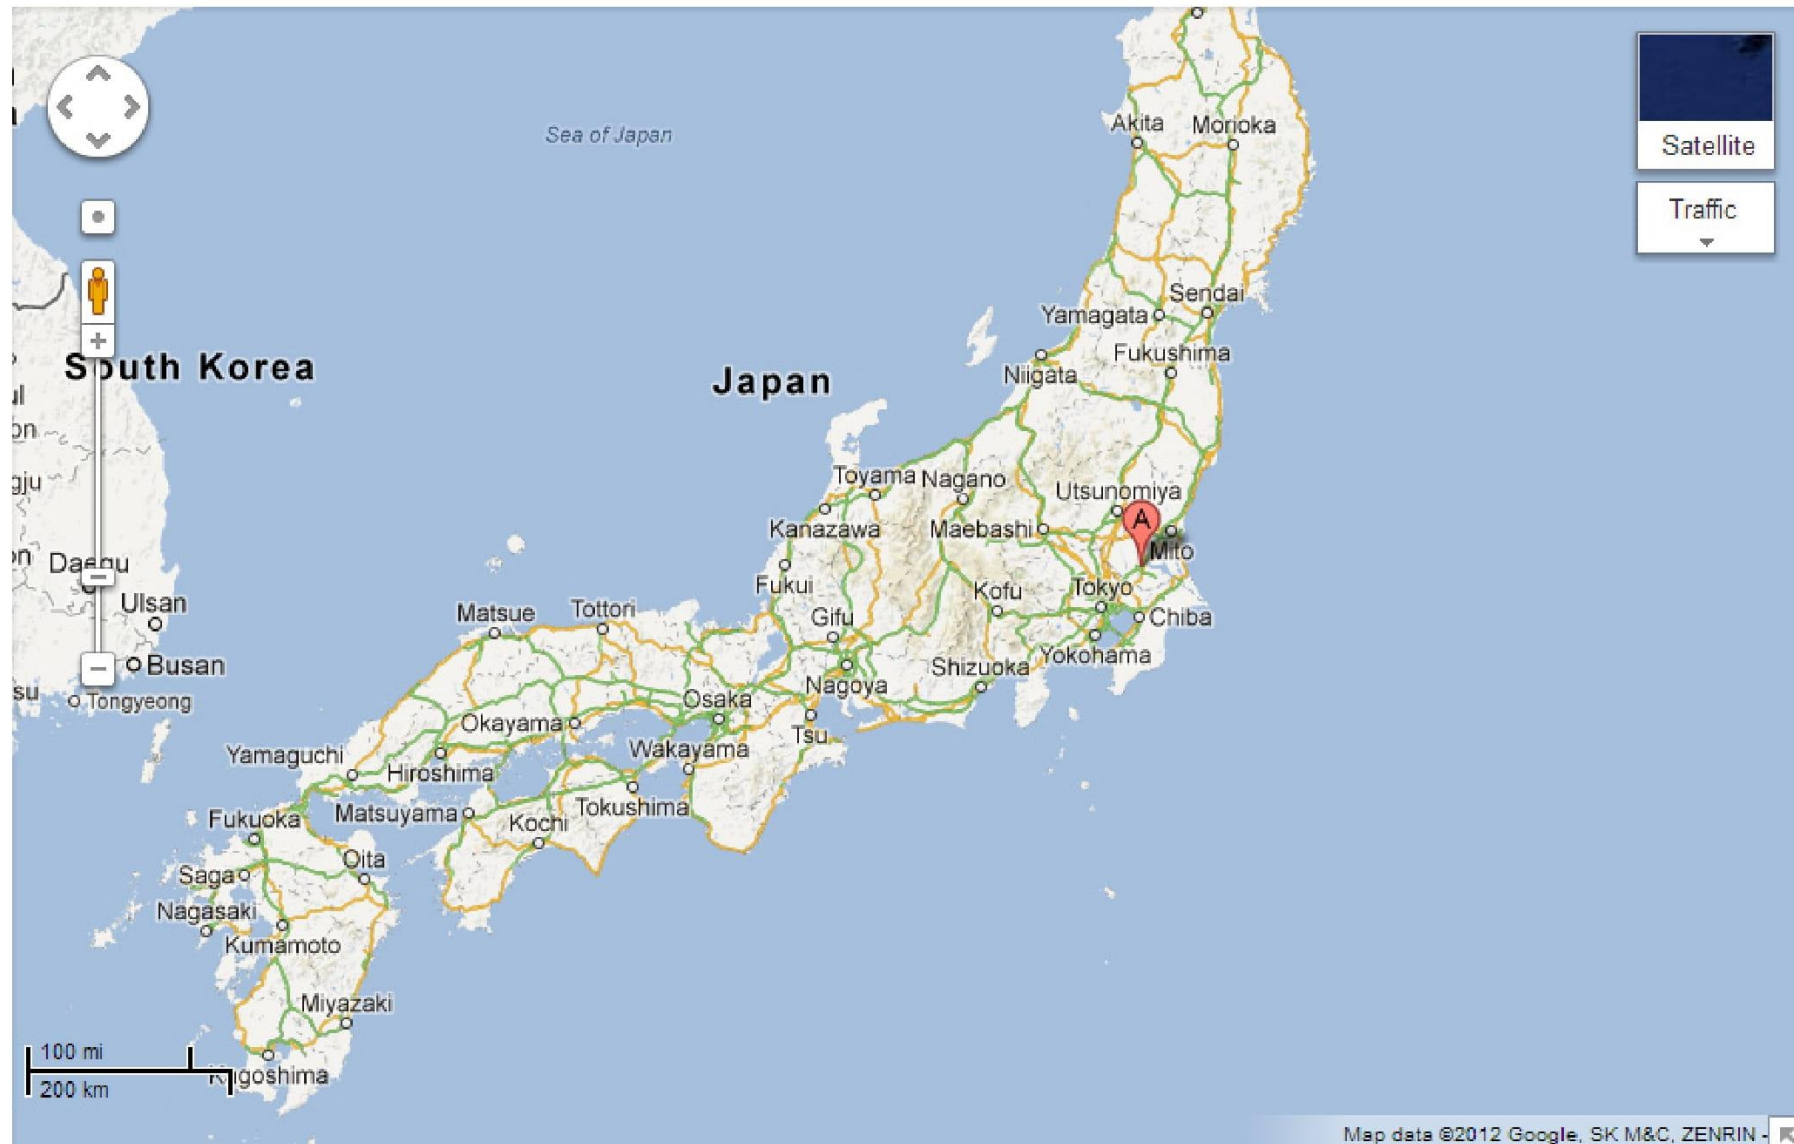 Sea of Japan
Akita
Morioka
Satellite
Traffic
Sendai
Yamagata
South Korea
Japan
Fukushima
Niigata
Toyama
Nagano
Utsunomiya
Kanazawa
Maebashi
A
Mito
Daegu
Fukui
Kofu
Tokyo
Ulsan
Matsue
Tottori
Gifu
Chiba
Busan
Shizuoka
Yokohama
Tongyeong
Nagoya
Osaka
Okayama
Tsu
Wakayama
Yamaguchi
Hiroshima
Matsuyama
Tokushima
Fukuoka
Kochi
Oita
Saga
Nagasaki
Kumamoto
Miyazaki
100 mi
200 km
Kagoshima
Map data ©2012 Google, SK M&C, ZENRIN -